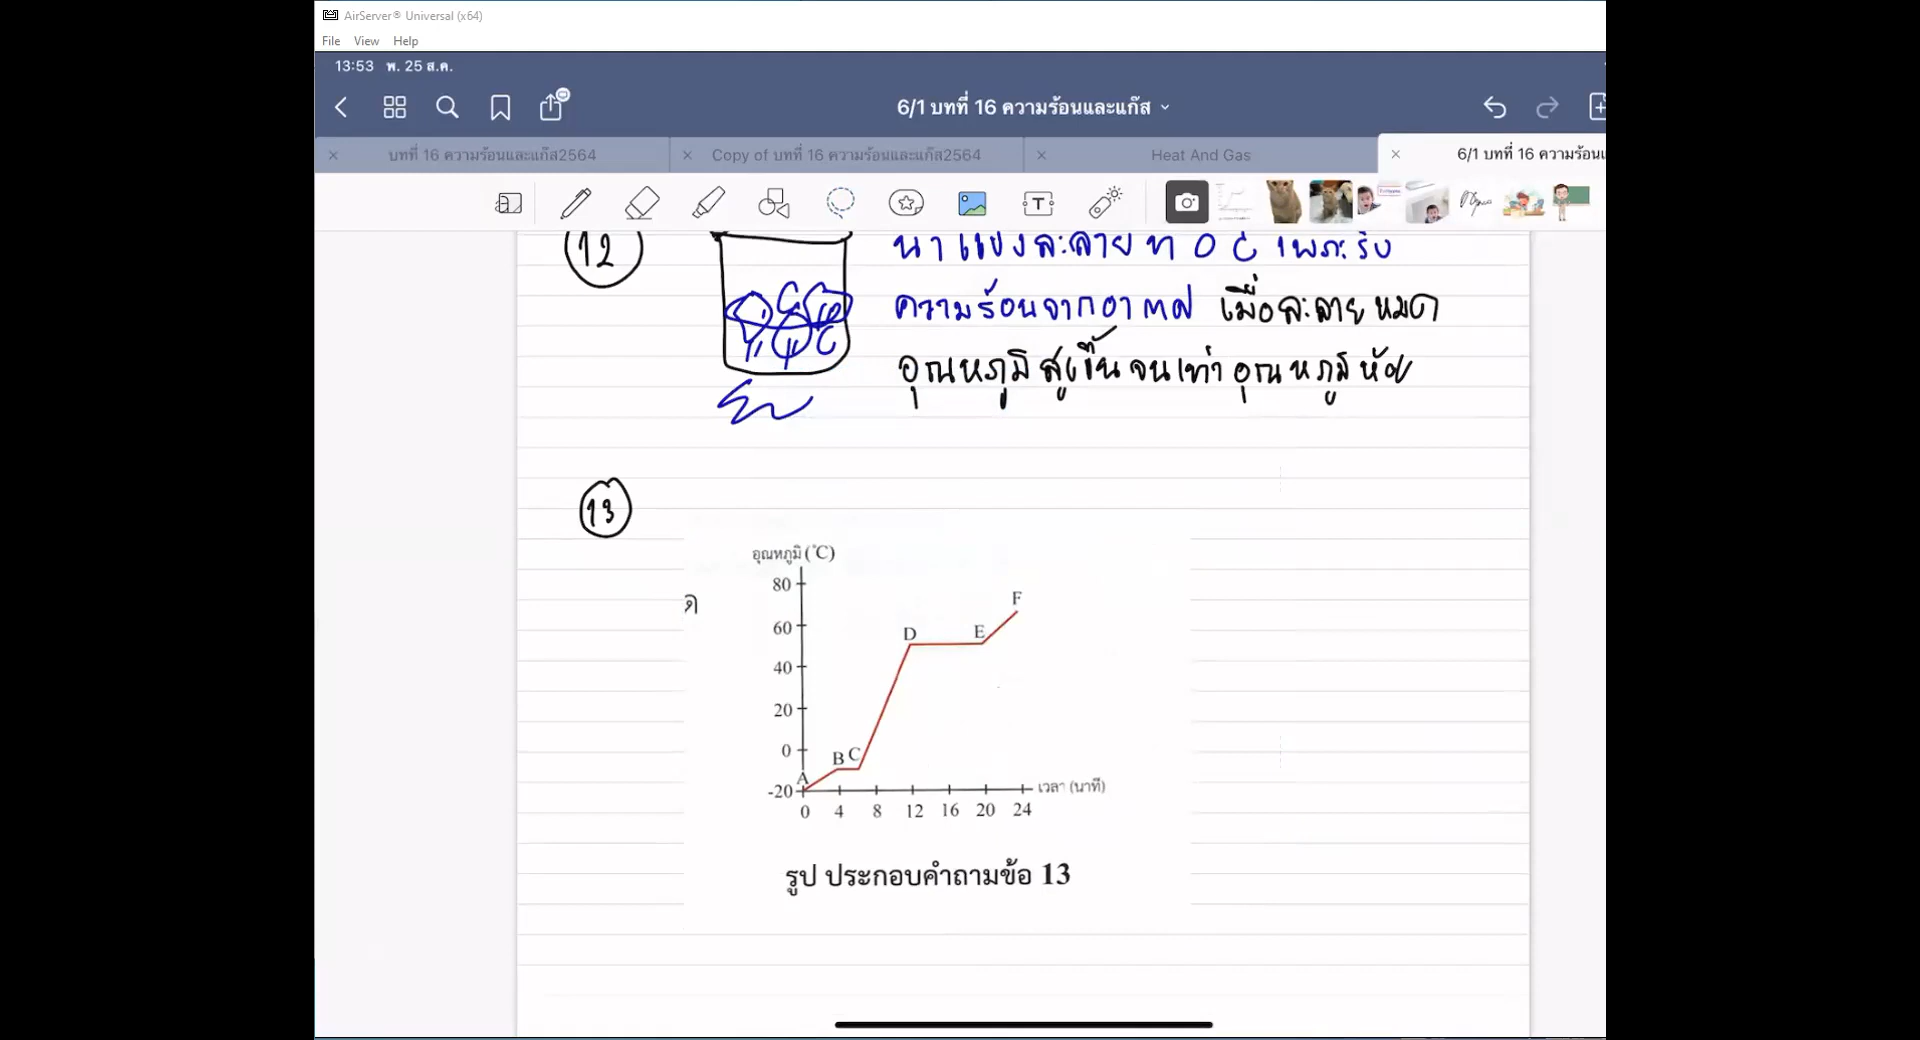 AirServer® Universal (x64)
File View Help
13:53 พ. 25 ส.ค.
6/1 บทที่ 16 ความร้อนและแก๊ส
บทที่ 16 ความร้อนและแก๊ส2564
Copy of บทที่ 16 ความร้อนและแก๊ส2564
Heat And Gas
6/1 บทที่ 16 ความร้อนแ
12
ความร้อนจากอากาศ เมื่อละลายหมด
อุณหภูมิสูงขึ้นจนเท่าอุณหภูมิห้อง
13
อุณหภูมิ (°C)
80
60
40
20
0
-20
A
B
C
D
E
F
0 4 8 12 16 20 24
เวลา (นาที)
รูป ประกอบคำถามข้อ 13